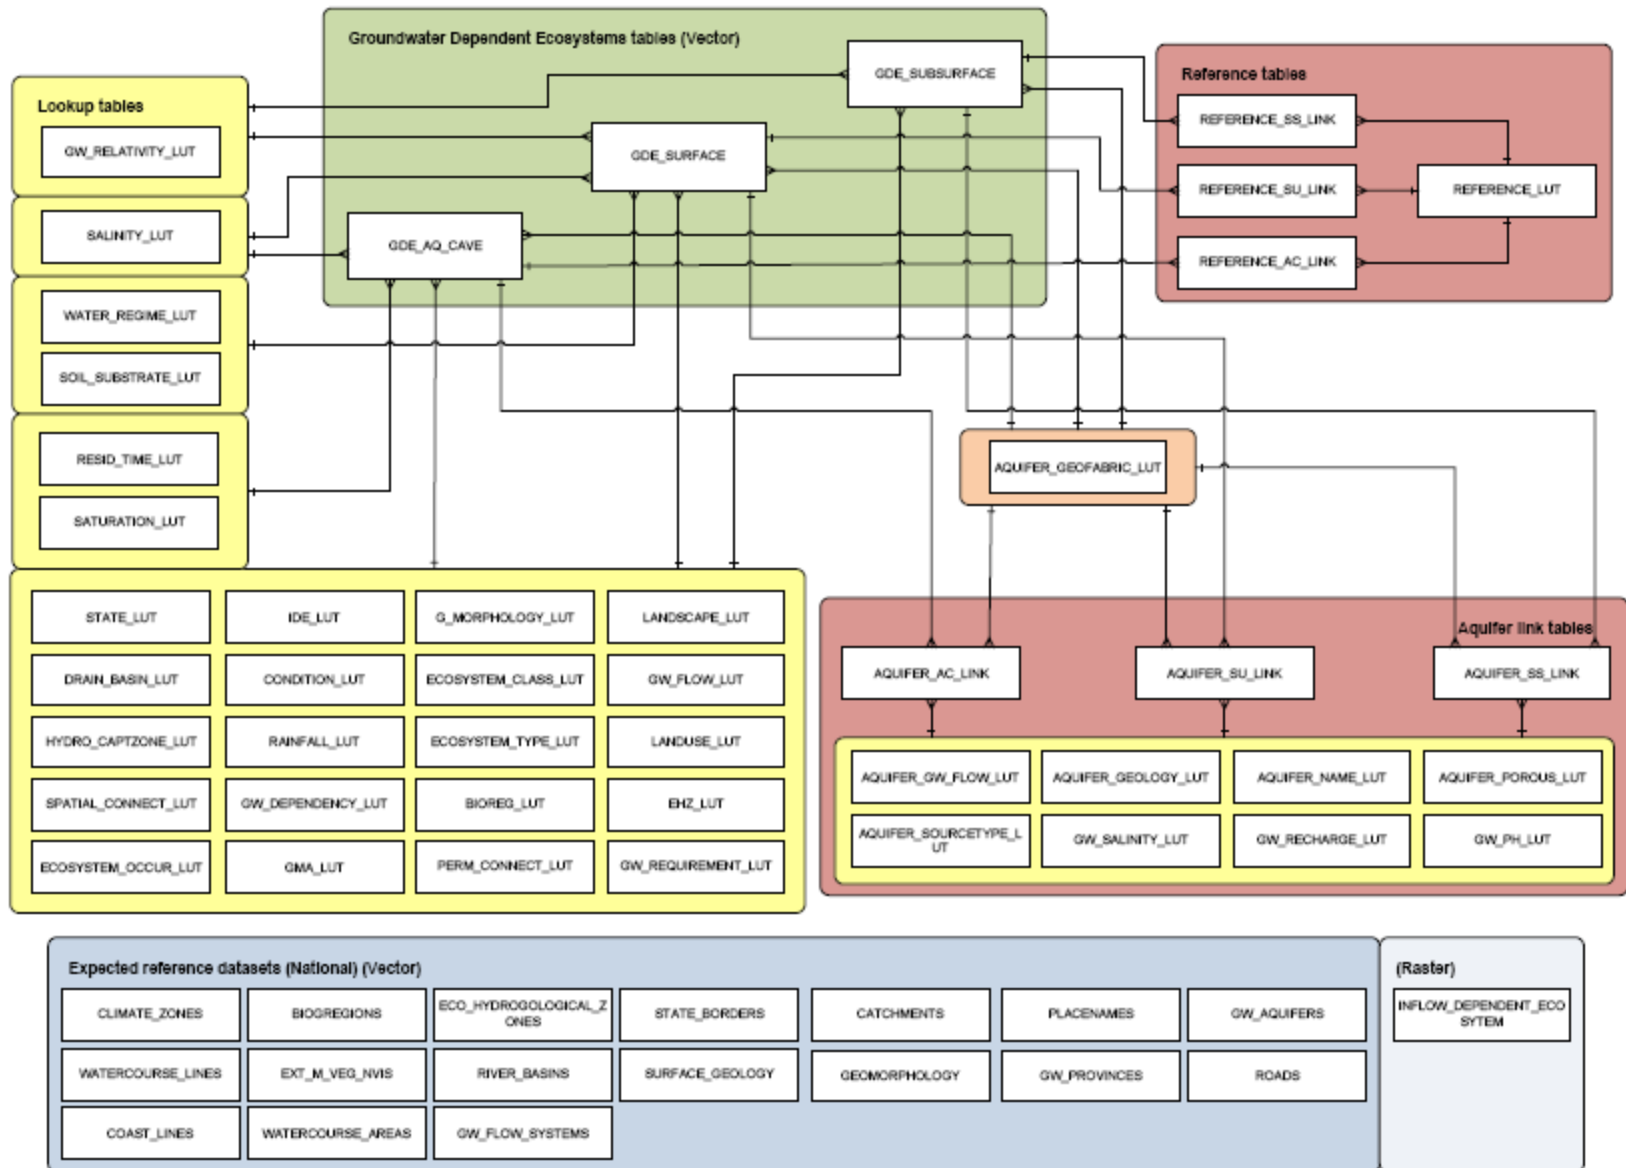 Groundwater Dependent Ecosystems tables (Vector)
GDE_SUBSURFACE
GDE_SURFACE
GDE_AQ_CAVE
Lookup tables
GW_RELATIVITY_LUT
SALINITY_LUT
WATER_REGIME_LUT
SOIL_SUBSTRATE_LUT
RESID_TIME_LUT
SATURATION_LUT
Reference tables
REFERENCE_SS_LINK
REFERENCE_SU_LINK
REFERENCE_LUT
REFERENCE_AC_LINK
AQUIFER_GEOFABRIC_LUT
STATE_LUT
IDE_LUT
G_MORPHOLOGY_LUT
LANDSCAPE_LUT
DRAIN_BASIN_LUT
CONDITION_LUT
ECOSYSTEM_CLASS_LUT
GW_FLOW_LUT
HYDRO_CAPTZONE_LUT
RAINFALL_LUT
ECOSYSTEM_TYPE_LUT
LANDUSE_LUT
SPATIAL_CONNECT_LUT
GW_DEPENDENCY_LUT
BIOREG_LUT
EHZ_LUT
ECOSYSTEM_OCCUR_LUT
GMA_LUT
PERM_CONNECT_LUT
GW_REQUIREMENT_LUT
Aquifer link tables
AQUIFER_AC_LINK
AQUIFER_SU_LINK
AQUIFER_SS_LINK
AQUIFER_GW_FLOW_LUT
AQUIFER_GEOLOGY_LUT
AQUIFER_NAME_LUT
AQUIFER_POROUS_LUT
AQUIFER_SOURCETYPE_L
UT
GW_SALINITY_LUT
GW_RECHARGE_LUT
GW_PH_LUT
Expected reference datasets (National) (Vector)
CLIMATE_ZONES
BIOGREGIONS
ECO_HYDROGOLOGICAL_Z
ONES
STATE_BORDERS
CATCHMENTS
PLACENAMES
GW_AQUIFERS
WATERCOURSE_LINES
EXT_M_VEG_NVIS
RIVER_BASINS
SURFACE_GEOLOGY
GEOMORPHOLOGY
GW_PROVINCES
ROADS
COAST_LINES
WATERCOURSE_AREAS
GW_FLOW_SYSTEMS
(Raster)
INFLOW_DEPENDENT_ECO
SYTEM